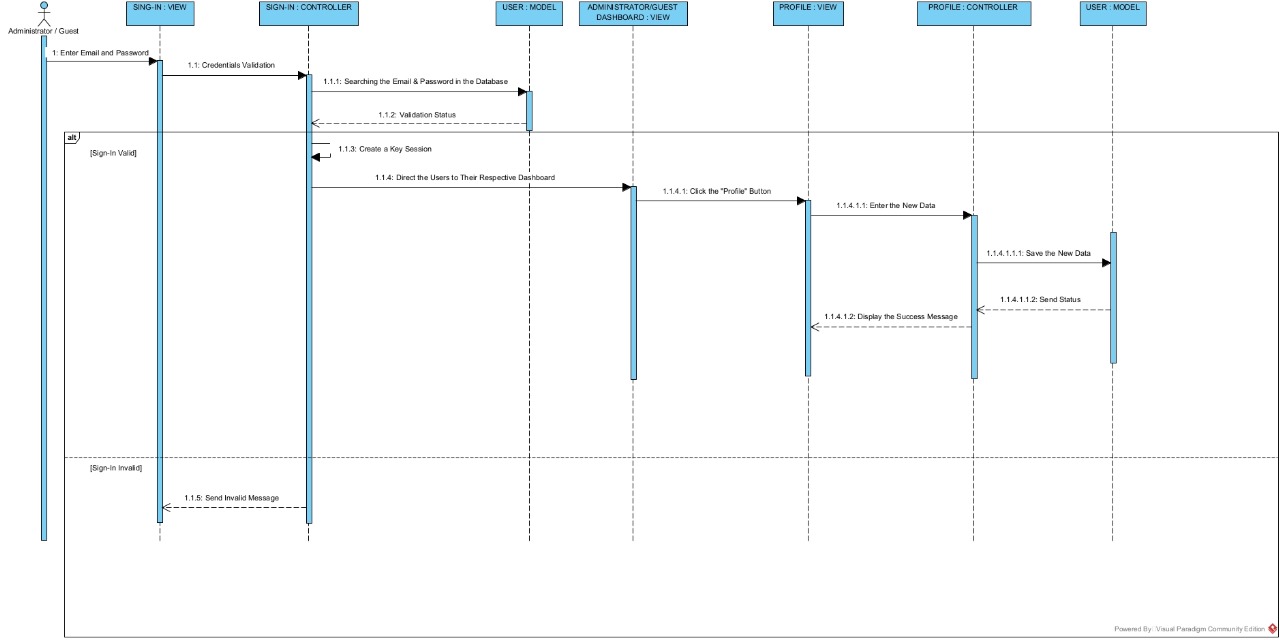 SING-IN : VIEW
SIGN-IN : CONTROLLER
USER : MODEL
ADMINISTRATOR/GUEST
DASHBOARD : VIEW
PROFILE : VIEW
PROFILE : CONTROLLER
USER : MODEL
Administrator / Guest
1: Enter Email and Password
1.1: Credentials Validation
1.1.1: Searching the Email & Password in the Database
1.1.2: Validation Status
alt
[Sign-In Valid]
1.1.3: Create a Key Session
1.1.4: Direct the Users to Their Respective Dashboard
1.1.4.1: Click the "Profile" Button
1.1.4.1.1: Enter the New Data
1.1.4.1.1.1: Save the New Data
1.1.4.1.1.2: Send Status
1.1.4.1.2: Display the Success Message
[Sign-In Invalid]
1.1.5: Send Invalid Message
Powered By: Visual Paradigm Community Edition